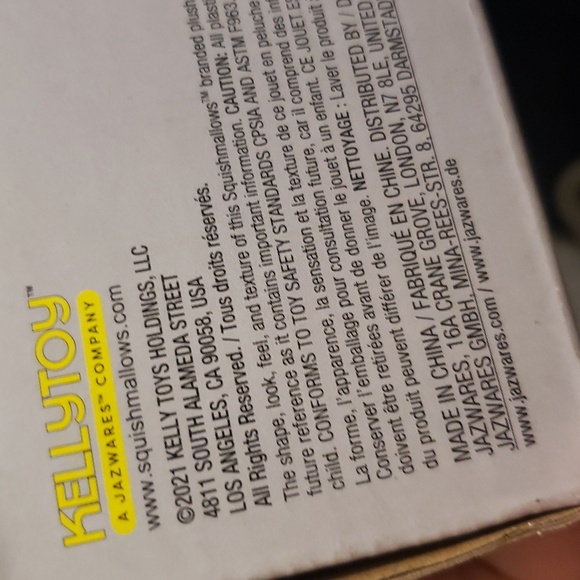 KELLYTOY™
A JAZWARES™ COMPANY
www.squishmallows.com
©2021 KELLY TOYS HOLDINGS, LLC
4811 SOUTH ALAMEDA STREET
LOS ANGELES, CA 90058, USA
All Rights Reserved. / Tous droits réservés.
The shape, look, feel, and texture of this Squishmallows™ branded plush
future reference as it contains important information. CAUTION: All plasti
child. CONFORMS TO TOY SAFETY STANDARDS CPSIA AND ASTM F963.
La forme, l'apparence, la sensation et la texture de ce jouet en peluche
Conserver l'emballage pour consultation future, car il comprend des in
doivent être retirées avant de donner le jouet à un enfant. CE JOUET ES
du produit peuvent différer de l'image. NETTOYAGE : Laver le produit
MADE IN CHINA / FABRIQUÉ EN CHINE. DISTRIBUTED BY / D
JAZWARES, 16A CRANE GROVE, LONDON, N7 8LE, UNITED
JAZWARES GMBH, MINA-REES-STR. 8, 64295 DARMSTAD
www.jazwares.com / www.jazwares.de